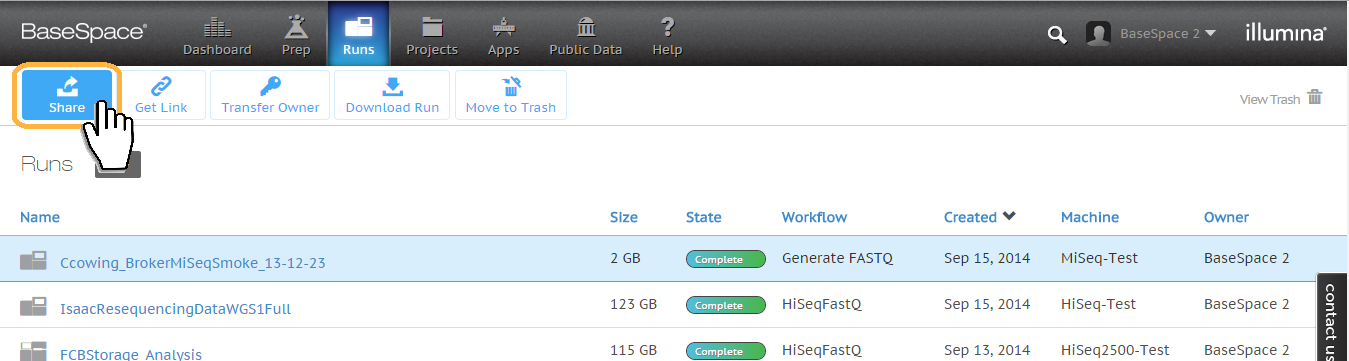 BaseSpace®
Dashboard
Prep
Runs
Projects
Apps
Public Data
Help
BaseSpace 2
illumina®
Share
Get Link
Transfer Owner
Download Run
Move to Trash
View Trash
Runs
Name Size State Workflow Created Machine Owner
Ccowing_BrokerMiSeqSmoke_13-12-23 2 GB Complete Generate FASTQ Sep 15, 2014 MiSeq-Test BaseSpace 2
IsaacResequencingDataWGS1Full 123 GB Complete HiSeqFastQ Sep 15, 2014 HiSeq-Test BaseSpace 2
FCBStorage_Analysis 115 GB Complete HiSeqFastQ Sep 13, 2014 HiSeq2500-Test BaseSpace 2
contact us